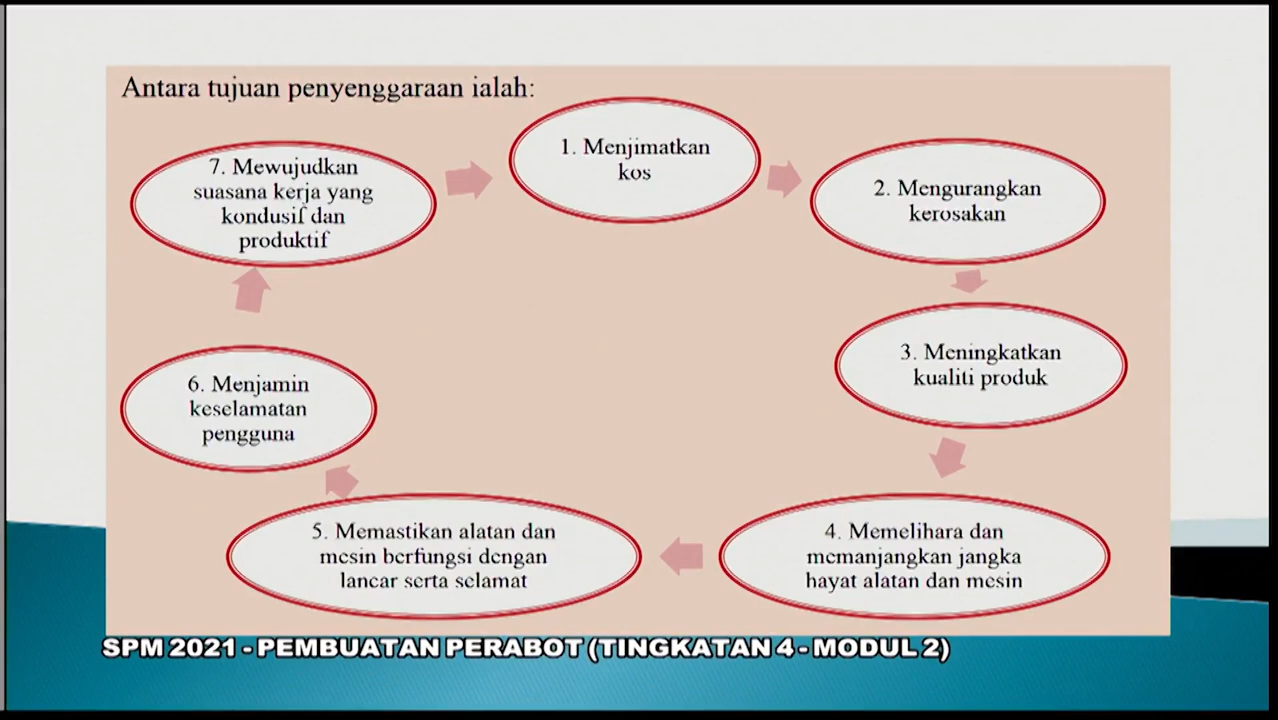 Antara tujuan penyenggaraan ialah:
1. Menjimatkan
kos
2. Mengurangkan
kerosakan
3. Meningkatkan
kualiti produk
4. Memelihara dan
memanjangkan jangka
hayat alatan dan mesin
5. Memastikan alatan dan
mesin berfungsi dengan
lancar serta selamat
6. Menjamin
keselamatan
pengguna
7. Mewujudkan
suasana kerja yang
kondusif dan
produktif
SPM 2021 - PEMBUATAN PERABOT (TINGKATAN 4 - MODUL 2)